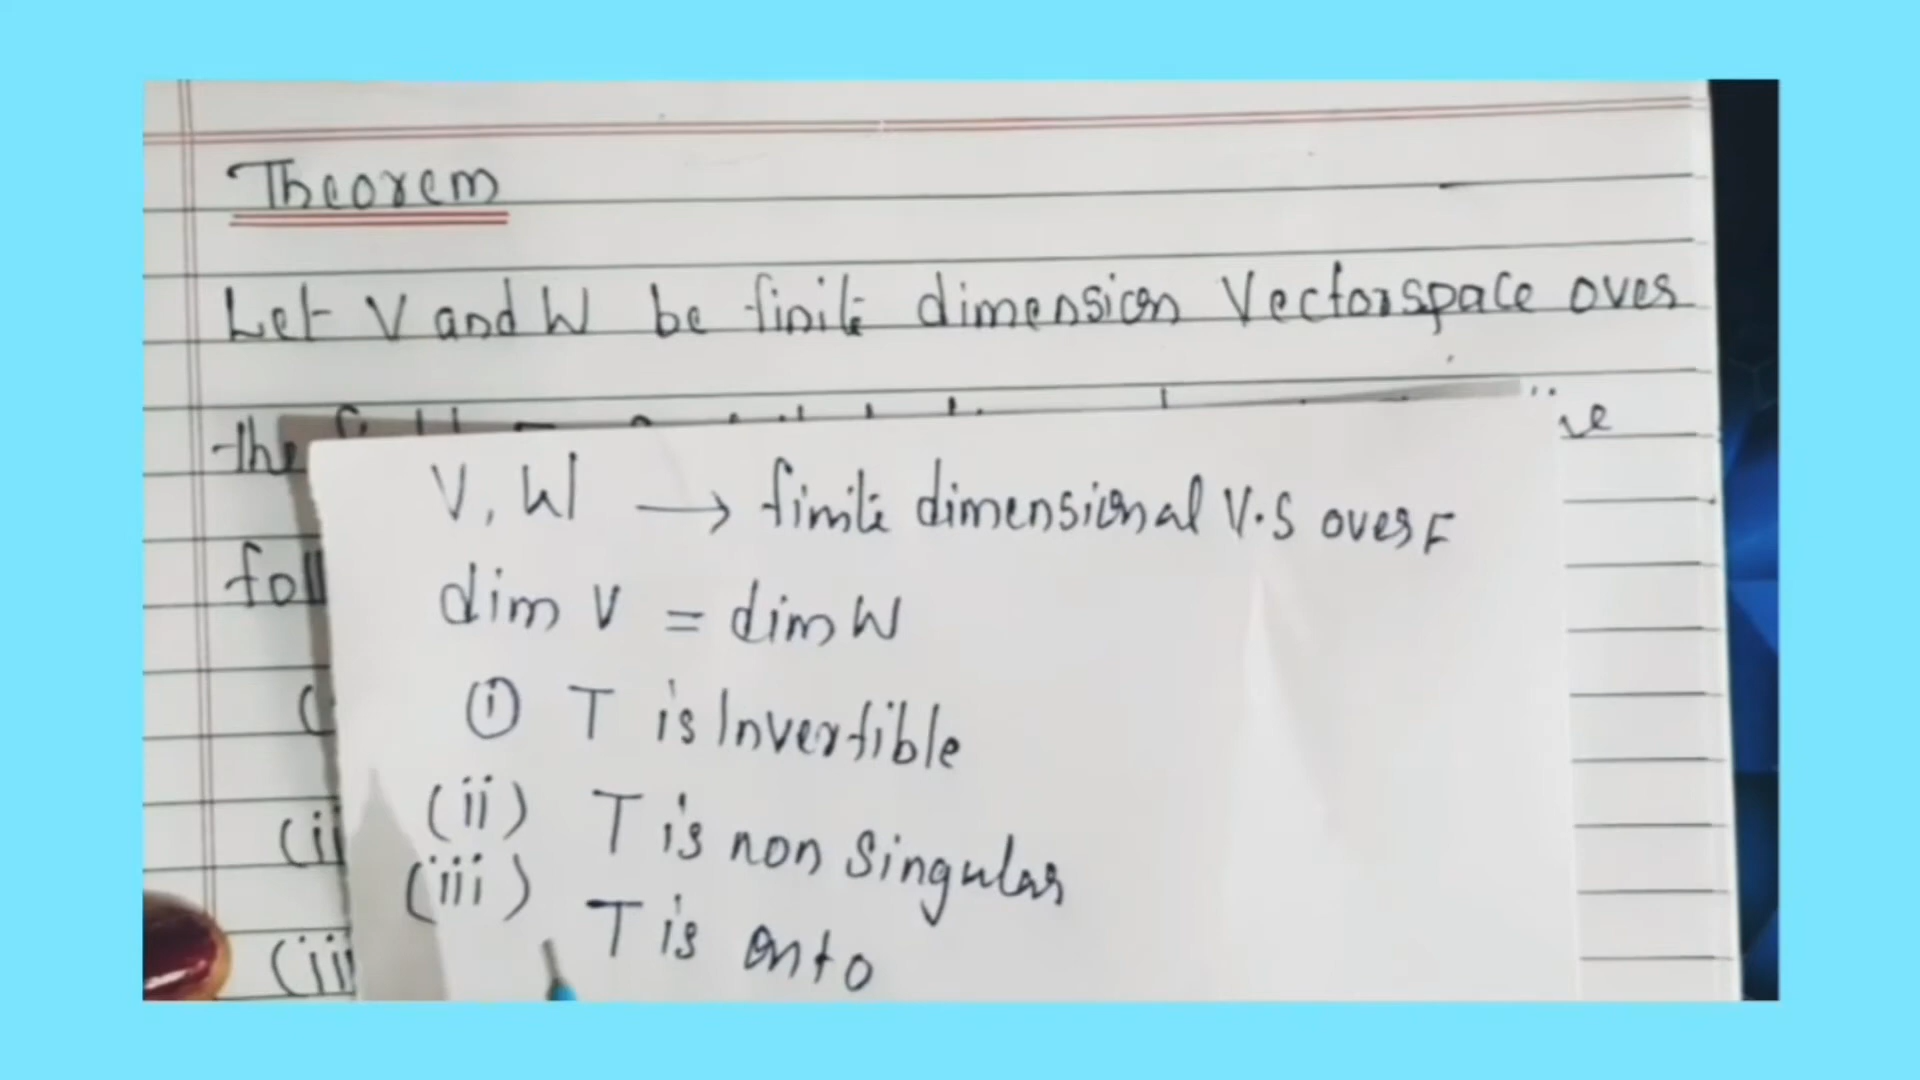 Theorem
Let V and W be finite dimension Vectorspace over
the
V, W → finite dimensional V.S over F
foll
dim V = dim W
(i) T is Invertible
(ii) T is non singular
(iii) T is onto